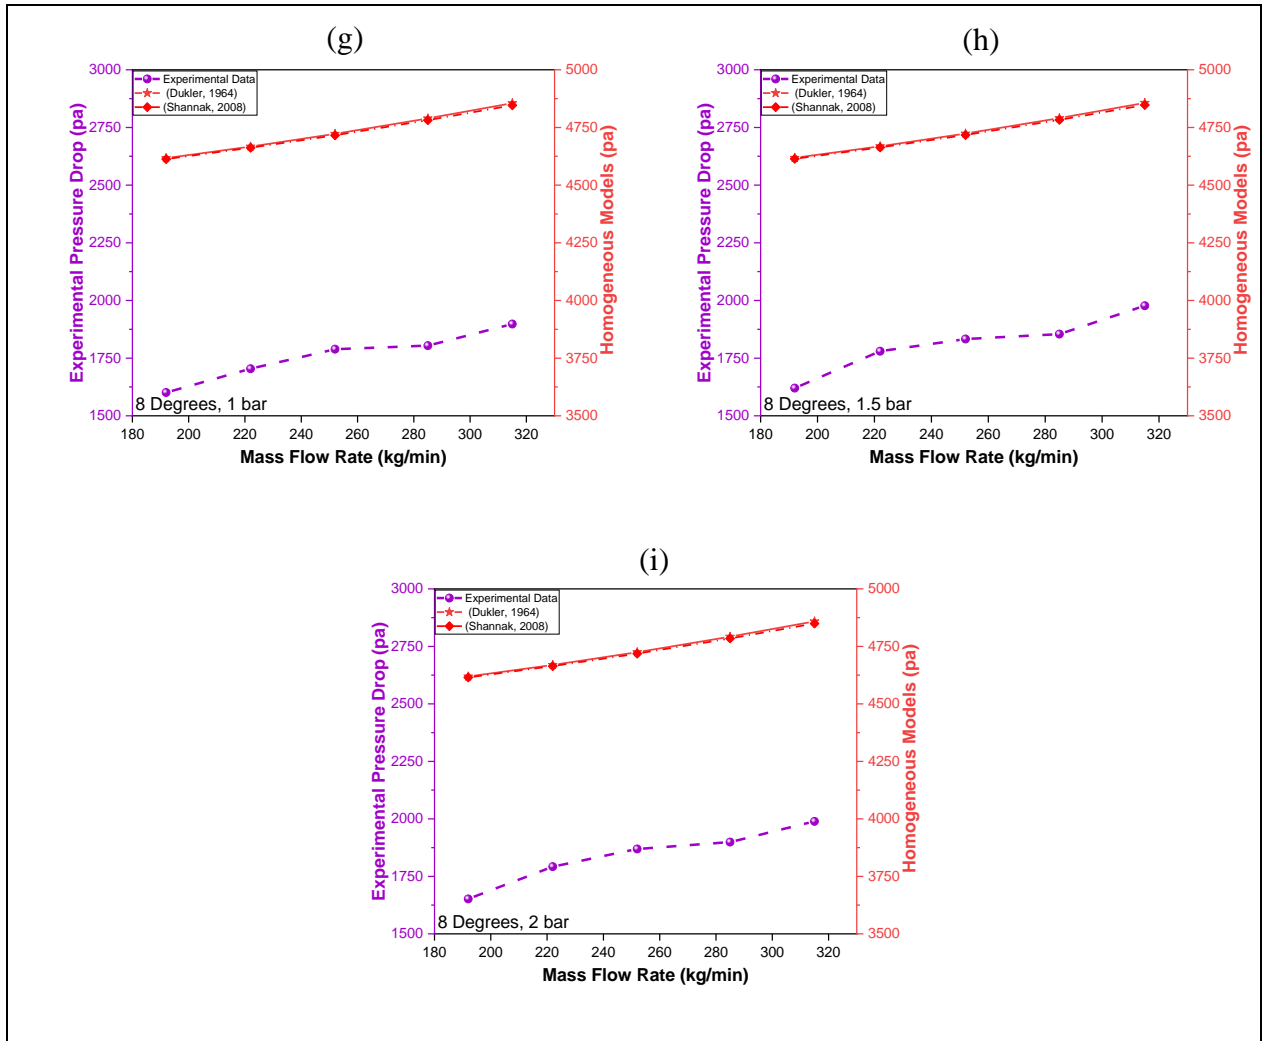 (g)
Experimental Data
(Dukler, 1964)
(Shannak, 2008)
3000
2750
2500
2250
2000
1750
1500
5000
4750
4500
4250
4000
3750
3500
Experimental Pressure Drop (pa)
Homogeneous Models (pa)
8 Degrees, 1 bar
180 200 220 240 260 280 300 320
Mass Flow Rate (kg/min)
(h)
Experimental Data
(Dukler, 1964)
(Shannak, 2008)
3000
2750
2500
2250
2000
1750
1500
5000
4750
4500
4250
4000
3750
3500
Experimental Pressure Drop (pa)
Homogeneous Models (pa)
8 Degrees, 1.5 bar
180 200 220 240 260 280 300 320
Mass Flow Rate (kg/min)
(i)
Experimental Data
(Dukler, 1964)
(Shannak, 2008)
3000
2750
2500
2250
2000
1750
1500
5000
4750
4500
4250
4000
3750
3500
Experimental Pressure Drop (pa)
Homogeneous Models (pa)
8 Degrees, 2 bar
180 200 220 240 260 280 300 320
Mass Flow Rate (kg/min)